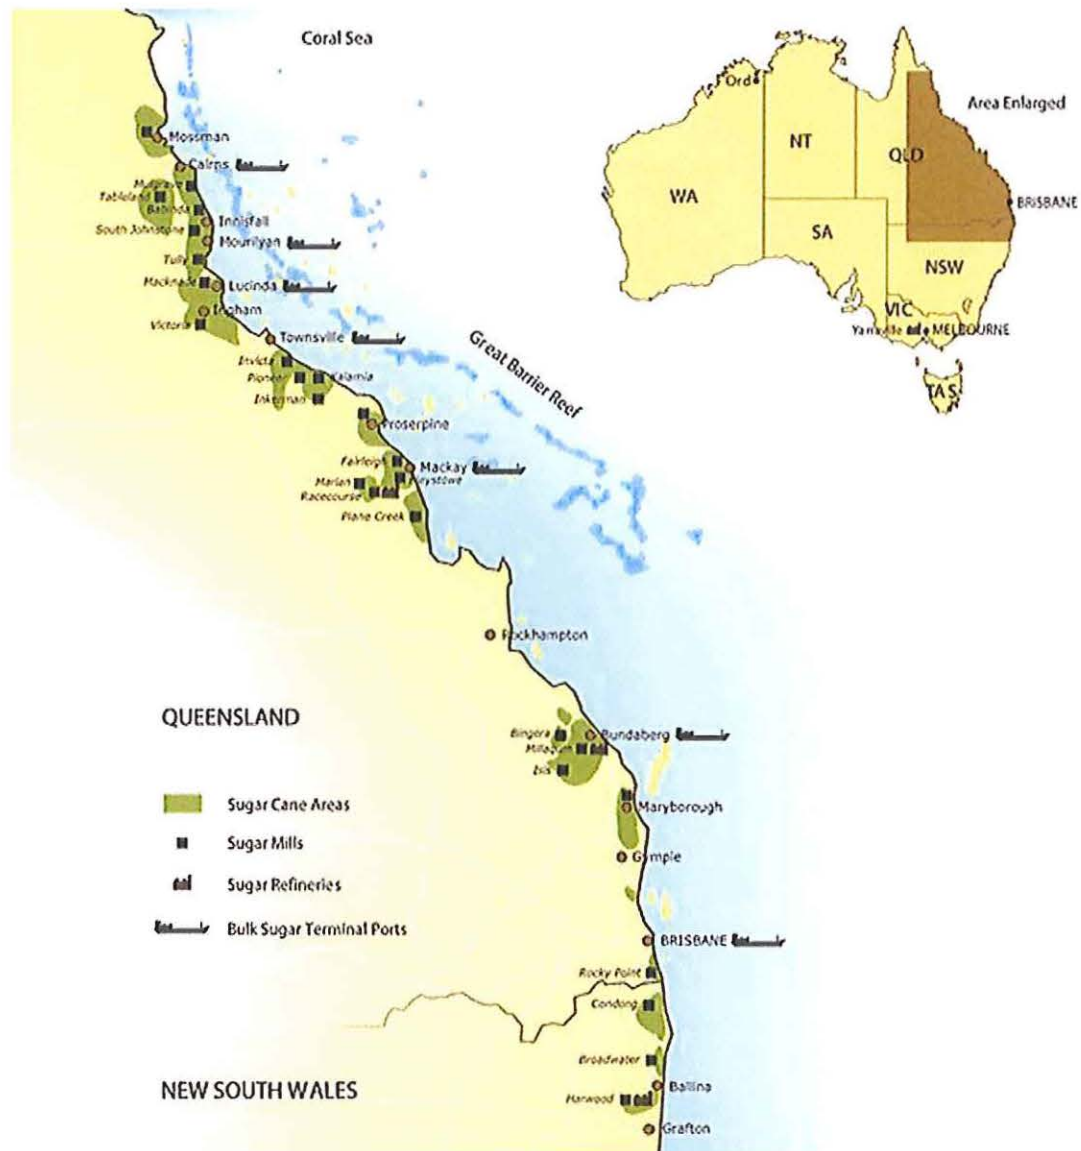 Coral Sea
Ord
Area Enlarged
Mossman
NT
Cairns
QLD
Mulgrave
Tableland
WA
BRISBANE
Babinda
Innisfall
South Johnstone
SA
Mourilyan
Tully
NSW
Macknade
Lucinda
Ingham
VIC
Victoria
Yarraville
MELBOURNE
Townsville
Great Barrier Reef
Invicta
Pioneer
Kalamia
TAS
Inkerman
Proserpine
Fairleigh
Mackay
Marian
Racecourse
Plane Creek
Rockhampton
QUEENSLAND
Bingera
Bundaberg
Millaquin
Isis
Sugar Cane Areas
Maryborough
Sugar Mills
Gympie
Sugar Refineries
Bulk Sugar Terminal Ports
BRISBANE
Rocky Point
Condong
Broadwater
NEW SOUTH WALES
Ballina
Harwood
Grafton